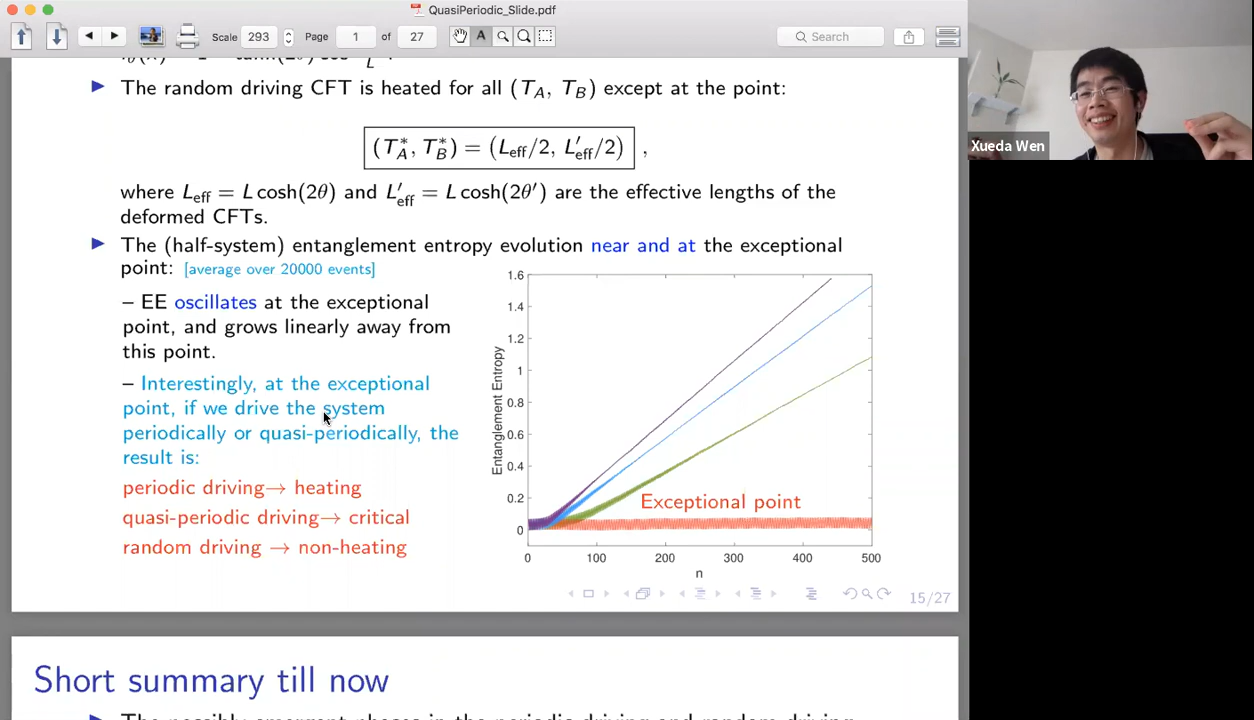 QuasiPeriodic_Slide.pdf
Scale 293 Page 1 of 27 Search
▶ The random driving CFT is heated for all (T_A, T_B) except at the point:
(T*_A, T*_B) = (L_eff/2, L'_eff/2) ,
where L_eff = L cosh(2θ) and L'_eff = L cosh(2θ') are the effective lengths of the
deformed CFTs.
▶ The (half-system) entanglement entropy evolution near and at the exceptional
point: [average over 20000 events]
– EE oscillates at the exceptional
point, and grows linearly away from
this point.
– Interestingly, at the exceptional
point, if we drive the system
periodically or quasi-periodically, the
result is:
periodic driving→ heating
quasi-periodic driving→ critical
random driving → non-heating
Entanglement Entropy
1.6
1.4
1.2
1
0.8
0.6
0.4
0.2
0
Exceptional point
0 100 200 300 400 500
n
15/27
Short summary till now
Xueda Wen